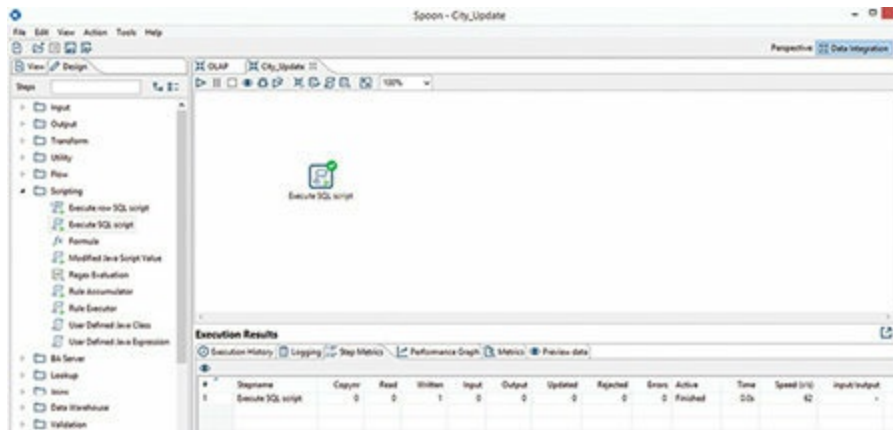 Spoon - City_Update
File Edit View Action Tools Help
Perspective: Data Integration
View Design
OLAP City_Update
Steps
100%
Input
Output
Transform
Utility
Flow
Scripting
Execute row SQL script
Execute SQL script
Formula
Modified Java Script Value
Regex Evaluation
Rule Accumulator
Rule Executor
User Defined Java Class
User Defined Java Expression
BA Server
Lookup
Joins
Data Warehouse
Validation
Execute SQL script
Execution Results
Execution History Logging Step Metrics Performance Graph Metrics Preview data
# Stepname Copynr Read Written Input Output Updated Rejected Errors Active Time Speed (r/s) input/output
1 Execute SQL script 0 0 1 0 0 0 0 0 Finished 0.0s 62 -